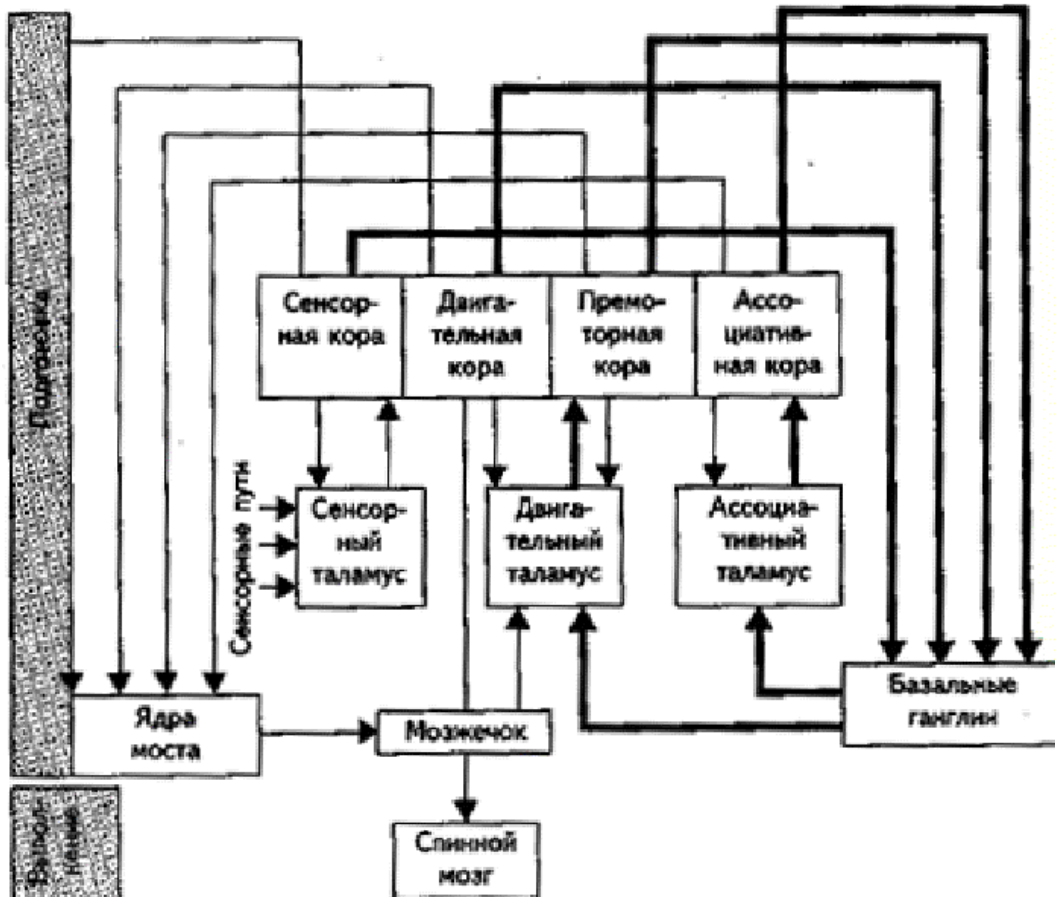 Подготовка
Сенсор-
ная кора
Двига-
тельная
кора
Премо-
торная
кора
Ассо-
циатив-
ная кора
Сенсорные пути
Сенсор-
ный
таламус
Двига-
тельный
таламус
Ассоциа-
тивный
таламус
Ядра
моста
Мозжечок
Базальные
ганглии
Выпол-
нение
Спинной
мозг